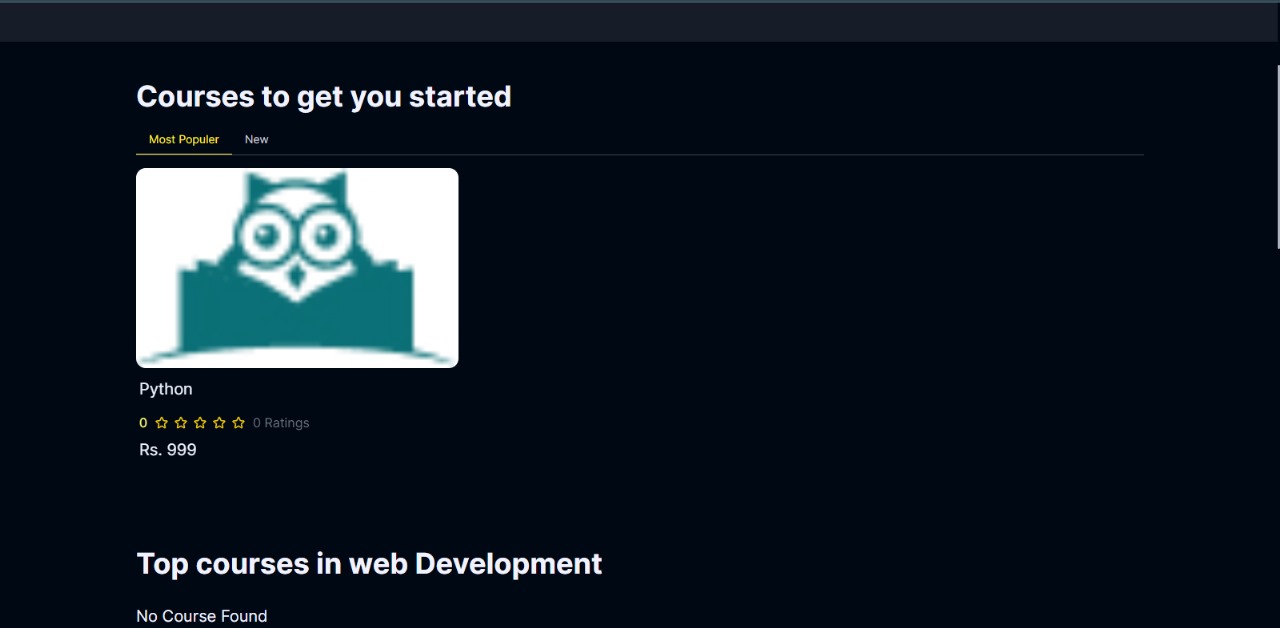 Courses to get you started
Most Populer New
Python
0 0 Ratings
Rs. 999
Top courses in web Development
No Course Found